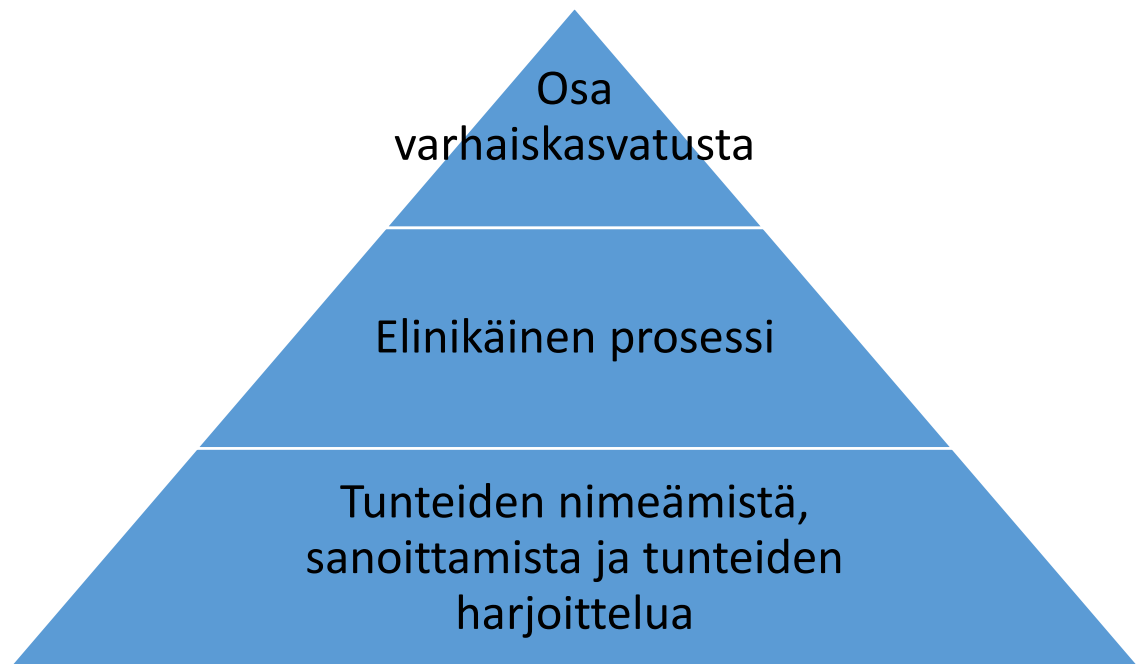 Osa
varhaiskasvatusta
Elinikäinen prosessi
Tunteiden nimeämistä,
sanoittamista ja tunteiden
harjoittelua